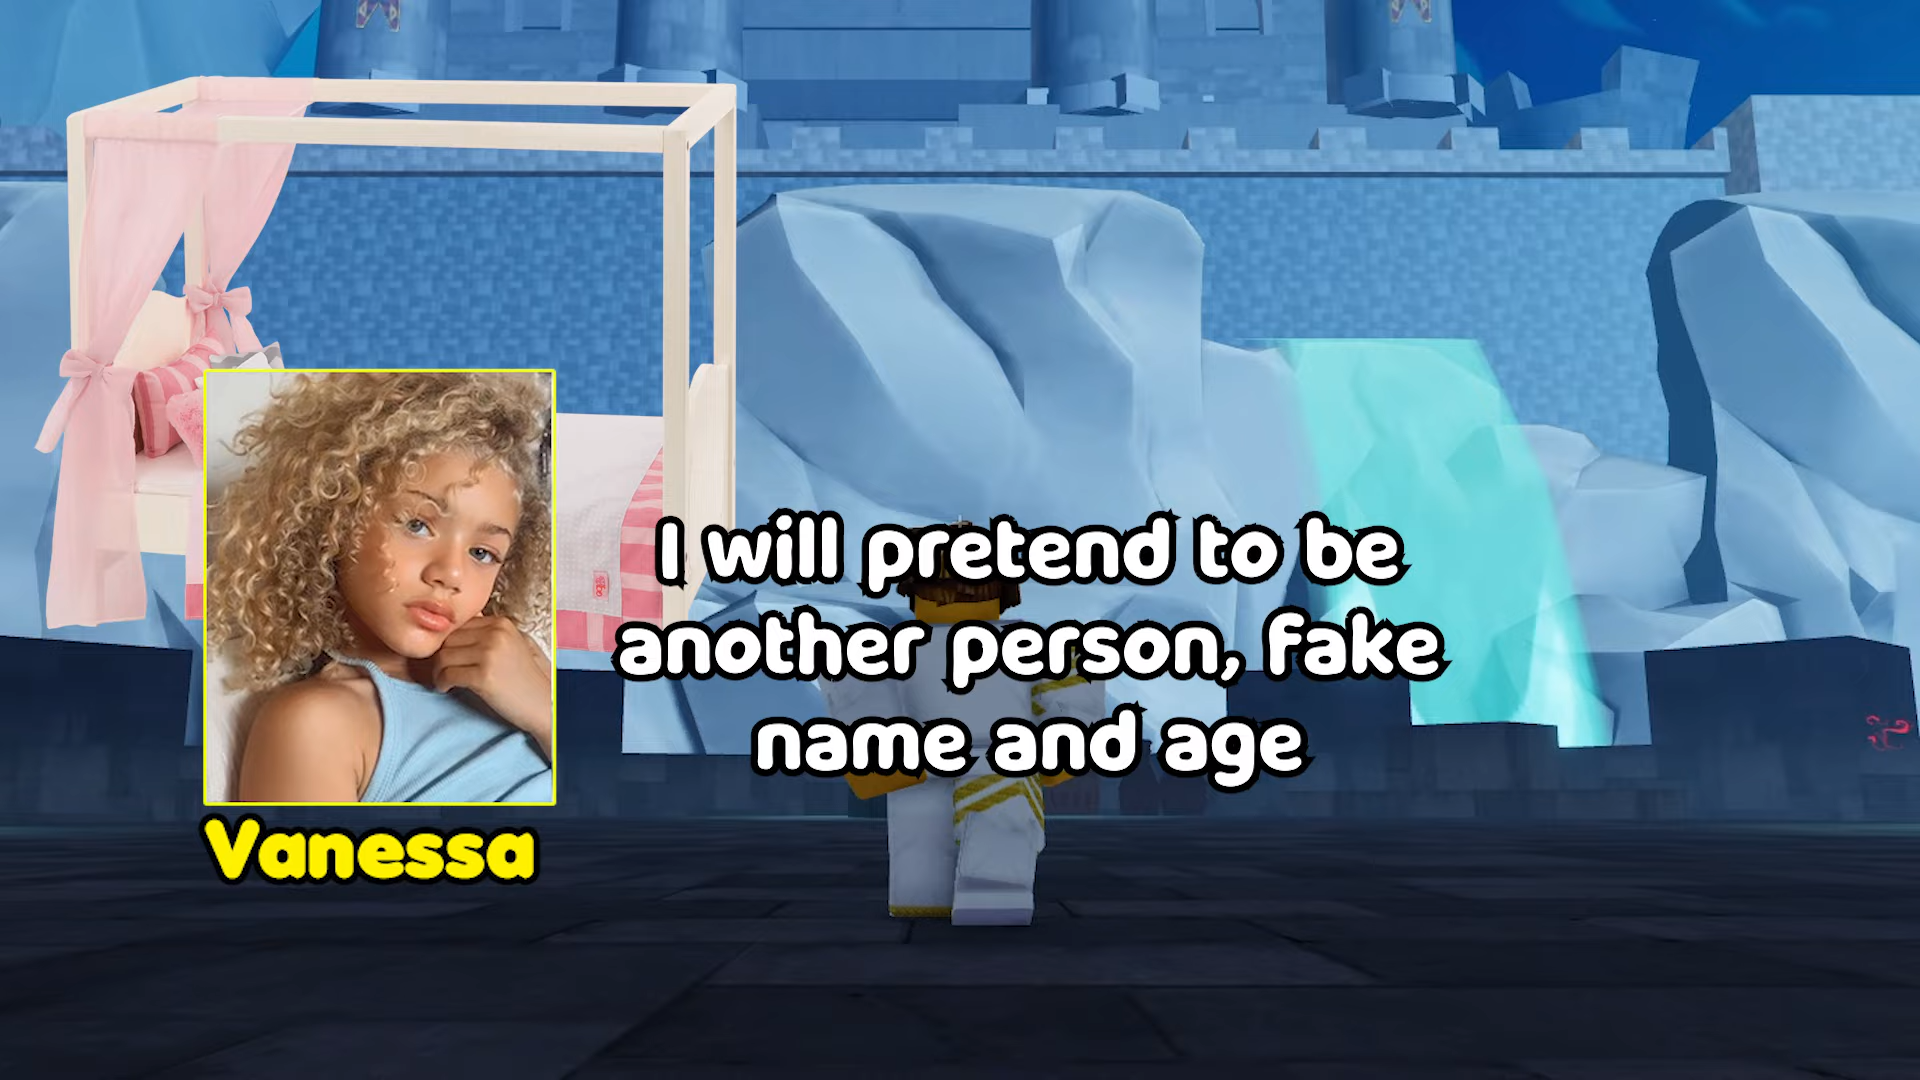 I will pretend to be
another person, fake
name and age
Vanessa